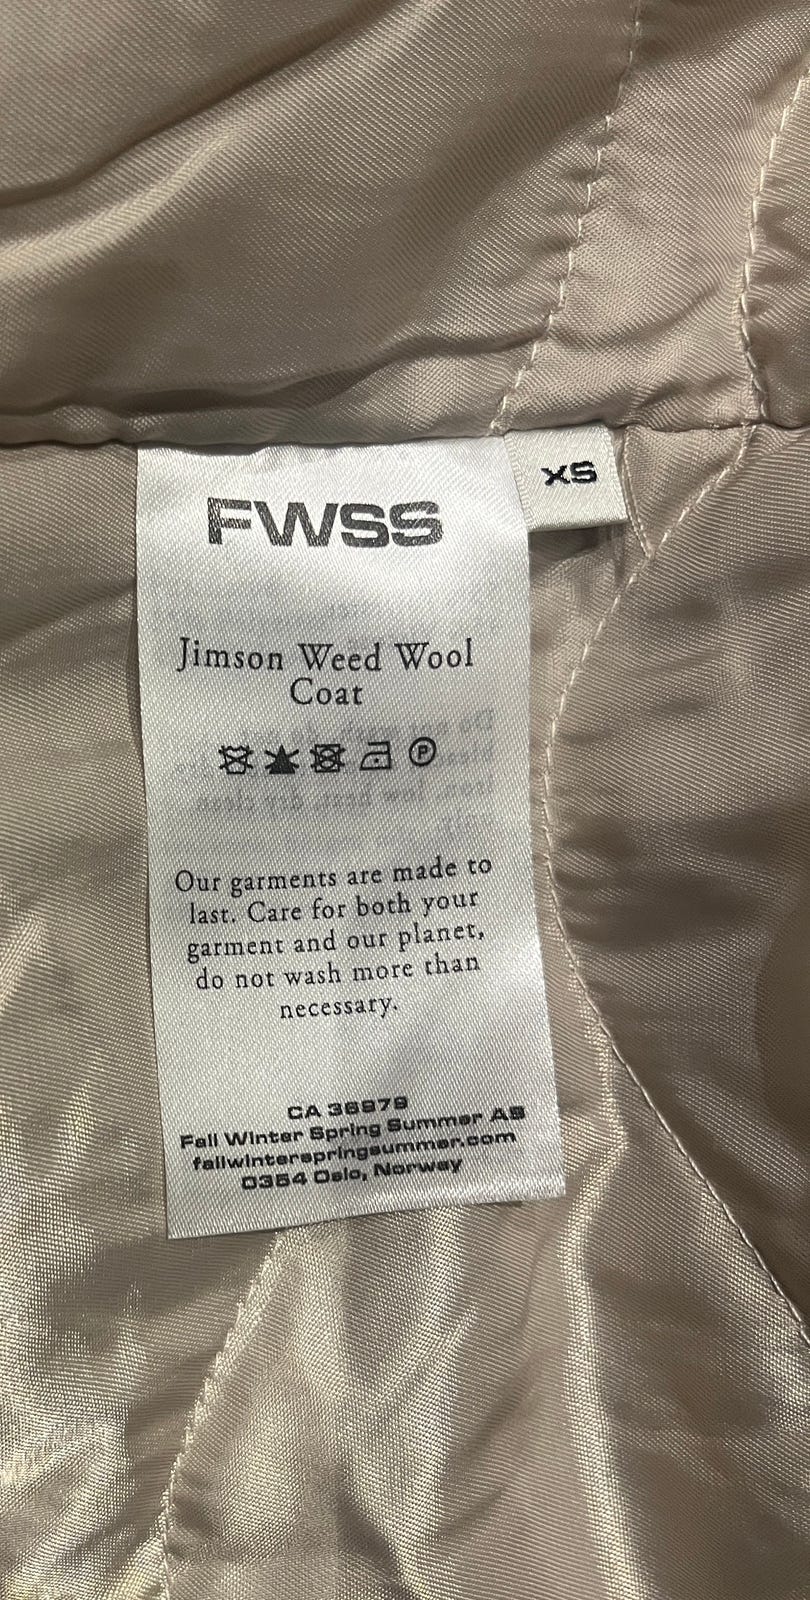 FWSS
XS
Jimson Weed Wool
Coat
P
Our garments are made to
last. Care for both your
garment and our planet,
do not wash more than
necessary.
CA 36979
Fall Winter Spring Summer AS
fallwinterspringsummer.com
0364 Oslo, Norway